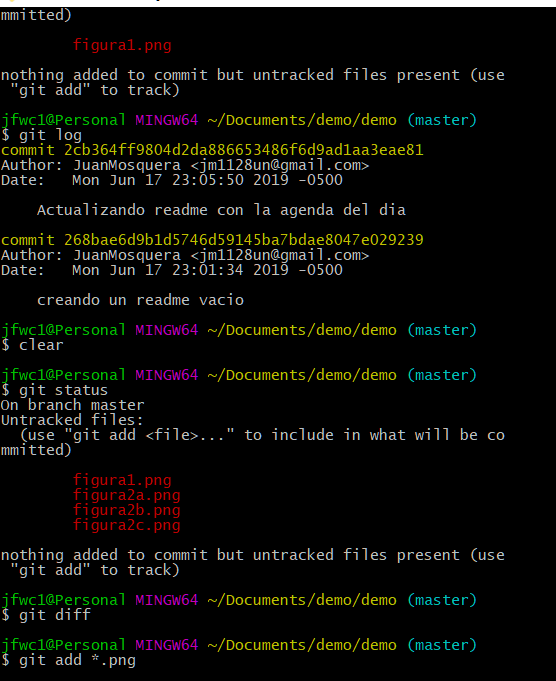 mmitted)
figura1.png
nothing added to commit but untracked files present (use
"git add" to track)
jfwc1@Personal MINGW64 ~/Documents/demo/demo (master)
$ git log
commit 2cb364ff9804d2da886653486f6d9ad1aa3eae81
Author: JuanMosquera <jm1128un@gmail.com>
Date:   Mon Jun 17 23:05:50 2019 -0500
Actualizando readme con la agenda del dia
commit 268bae6d9b1d5746d59145ba7bdae8047e029239
Author: JuanMosquera <jm1128un@gmail.com>
Date:   Mon Jun 17 23:01:34 2019 -0500
creando un readme vacio
jfwc1@Personal MINGW64 ~/Documents/demo/demo (master)
$ clear
jfwc1@Personal MINGW64 ~/Documents/demo/demo (master)
$ git status
On branch master
Untracked files:
(use "git add <file>..." to include in what will be co
mmitted)
figura1.png
figura2a.png
figura2b.png
figura2c.png
nothing added to commit but untracked files present (use
"git add" to track)
jfwc1@Personal MINGW64 ~/Documents/demo/demo (master)
$ git diff
jfwc1@Personal MINGW64 ~/Documents/demo/demo (master)
$ git add *.png